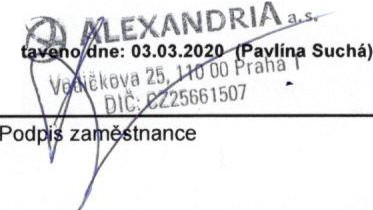 ALEXANDRIA a.s.
taveno dne: 03.03.2020 (Pavlína Suchá)
Vodičkova 25, 110 00 Praha 1
DIČ: CZ25661507
Podpis zaměstnance